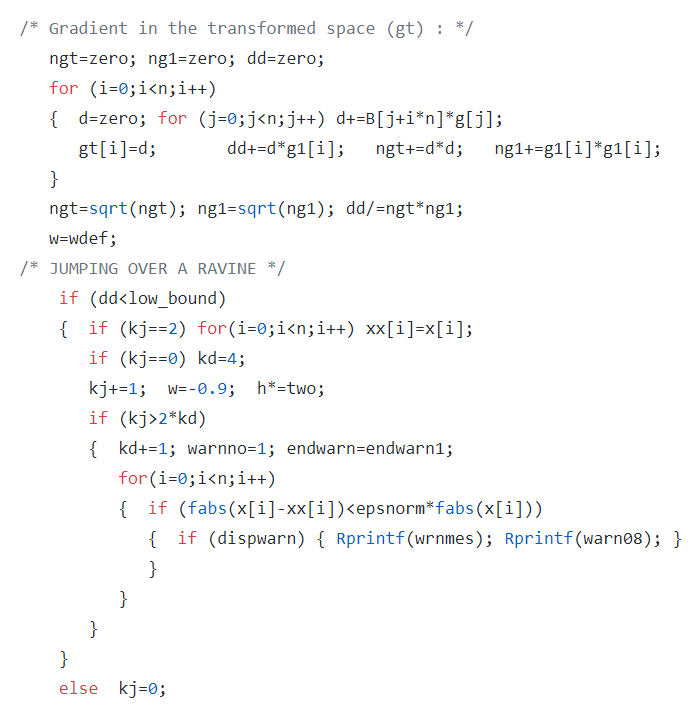 /* Gradient in the transformed space (gt) : */
ngt=zero; ng1=zero; dd=zero;
for (i=0;i<n;i++)
{  d=zero; for (j=0;j<n;j++) d+=B[j+i*n]*g[j];
gt[i]=d;       dd+=d*g1[i];   ngt+=d*d;   ng1+=g1[i]*g1[i];
}
ngt=sqrt(ngt); ng1=sqrt(ng1); dd/=ngt*ng1;
w=wdef;
/* JUMPING OVER A RAVINE */
if (dd<low_bound)
{  if (kj==2) for(i=0;i<n;i++) xx[i]=x[i];
if (kj==0) kd=4;
kj+=1;  w=-0.9;  h*=two;
if (kj>2*kd)
{  kd+=1; warnno=1; endwarn=endwarn1;
for(i=0;i<n;i++)
{  if (fabs(x[i]-xx[i])<epsnorm*fabs(x[i]))
{  if (dispwarn) { Rprintf(wrnmes); Rprintf(warn08); }
}
}
}
}
else  kj=0;